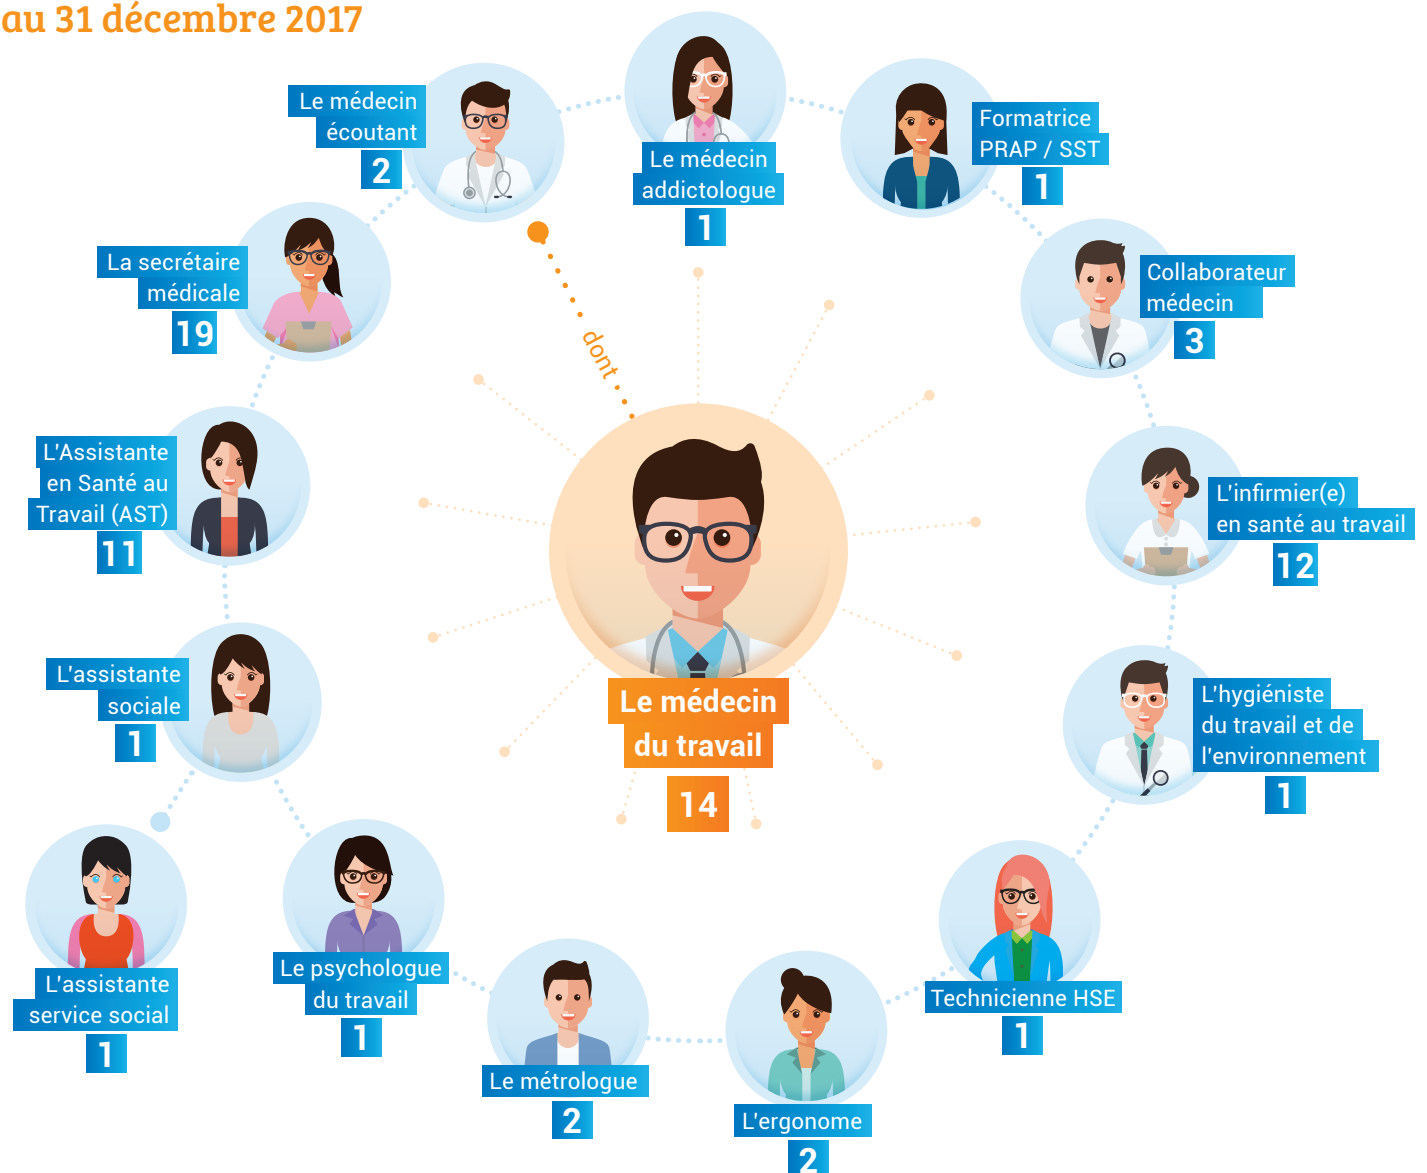 au 31 décembre 2017
Le médecin
écoutant
2
Le médecin
addictologue
1
Formatrice
PRAP / SST
1
La secrétaire
médicale
19
Collaborateur
médecin
3
dont
L'Assistante
en Santé au
Travail (AST)
11
L'infirmier(e)
en santé au travail
12
L'assistante
sociale
1
Le médecin
du travail
14
L'hygiéniste
du travail et de
l'environnement
1
L'assistante
service social
1
Le psychologue
du travail
1
Technicienne HSE
1
Le métrologue
2
L'ergonome
2